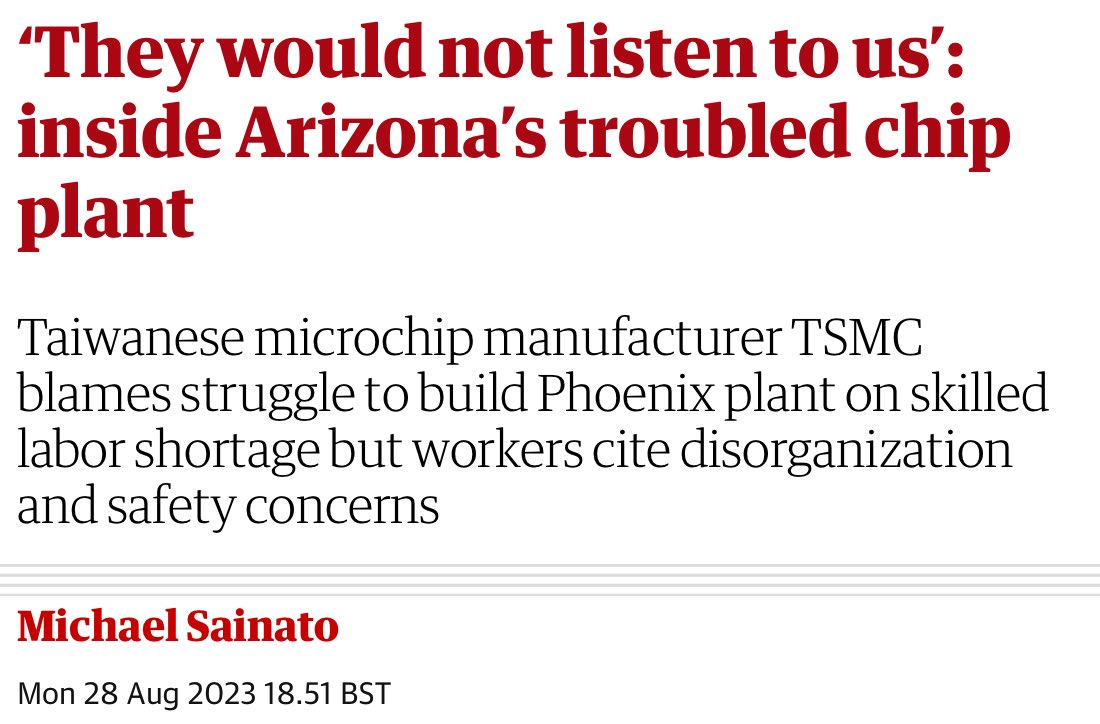 ‘They would not listen to us’:
inside Arizona’s troubled chip
plant
Taiwanese microchip manufacturer TSMC
blames struggle to build Phoenix plant on skilled
labor shortage but workers cite disorganization
and safety concerns
Michael Sainato
Mon 28 Aug 2023 18.51 BST